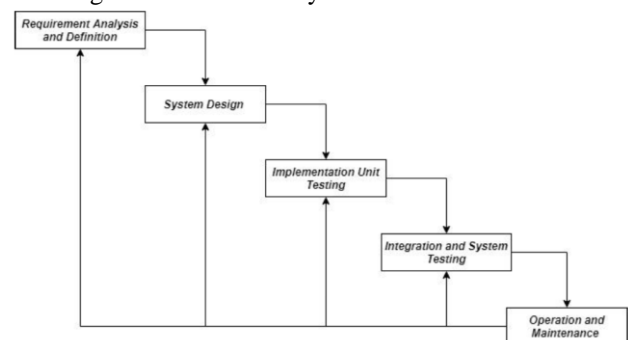 Requirement Analysis
and Definition
System Design
Implementation Unit
Testing
Integration and System
Testing
Operation and
Maintenance